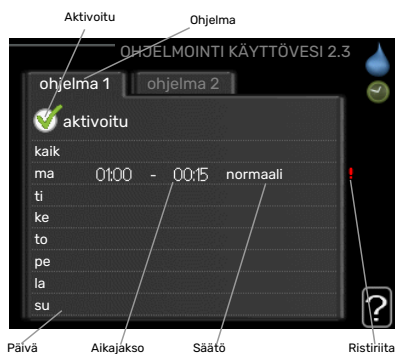 Aktivoitu
Ohjelma
OHJELMOINTI KÄYTTÖVESI 2.3
ohjelma 1
ohjelma 2
aktivoitu
kaik
ma 01:00 - 00:15 normaali !
ti
ke
to
pe
la
su
?
Päivä Aikajakso Säätö Ristiriita